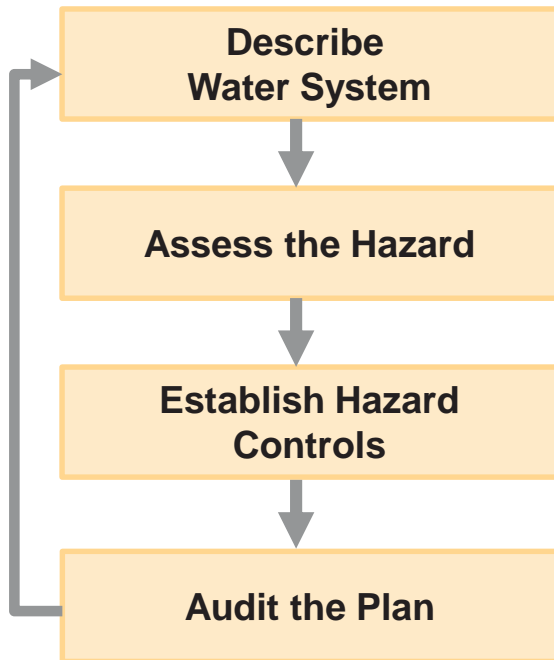 Describe
Water System
Assess the Hazard
Establish Hazard
Controls
Audit the Plan